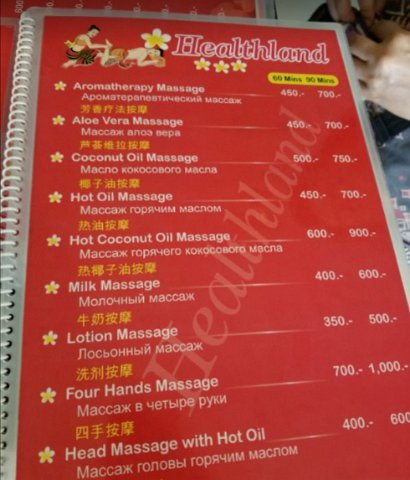 Healthland
60 Mins 90 Mins
Aromatherapy Massage 450.- 700.-
Ароматерапевтический массаж
芳香疗法按摩
Aloe Vera Massage 450.- 700.-
Массаж алоэ вера
芦荟维拉按摩
Coconut Oil Massage 500.- 750.-
Масло кокосового масла
椰子油按摩
Hot Oil Massage 450.- 700.-
Массаж горячим маслом
热油按摩
Hot Coconut Oil Massage 600.- 900.-
Массаж горячего кокосового масла
热椰子油按摩
Milk Massage 400.- 600.-
Молочный массаж
牛奶按摩
Lotion Massage 350.- 500.-
Лосьонный массаж
洗剂按摩
Four Hands Massage 700.- 1,000.-
Массаж в четыре руки
四手按摩
Head Massage with Hot Oil 400.- 600
Массаж головы горячим маслом
Healthland